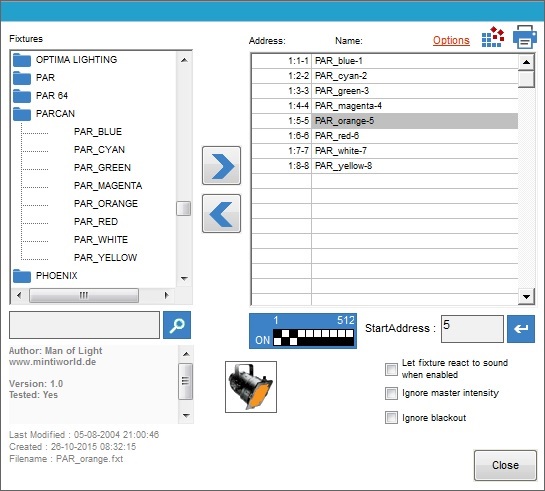 Fixtures
Address: Name: Options
OPTIMA LIGHTING
PAR
PAR 64
PARCAN
PAR_BLUE
PAR_CYAN
PAR_GREEN
PAR_MAGENTA
PAR_ORANGE
PAR_RED
PAR_WHITE
PAR_YELLOW
PHOENIX
1:1-1 PAR_blue-1
1:2-2 PAR_cyan-2
1:3-3 PAR_green-3
1:4-4 PAR_magenta-4
1:5-5 PAR_orange-5
1:6-6 PAR_red-6
1:7-7 PAR_white-7
1:8-8 PAR_yellow-8
1 512
ON
StartAddress : 5
Author: Man of Light
www.mintiworld.de
Version: 1.0
Tested: Yes
Let fixture react to sound
when enabled
Ignore master intensity
Ignore blackout
Last Modified : 05-08-2004 21:00:46
Created : 26-10-2015 08:32:15
Filename : PAR_orange.fxt
Close